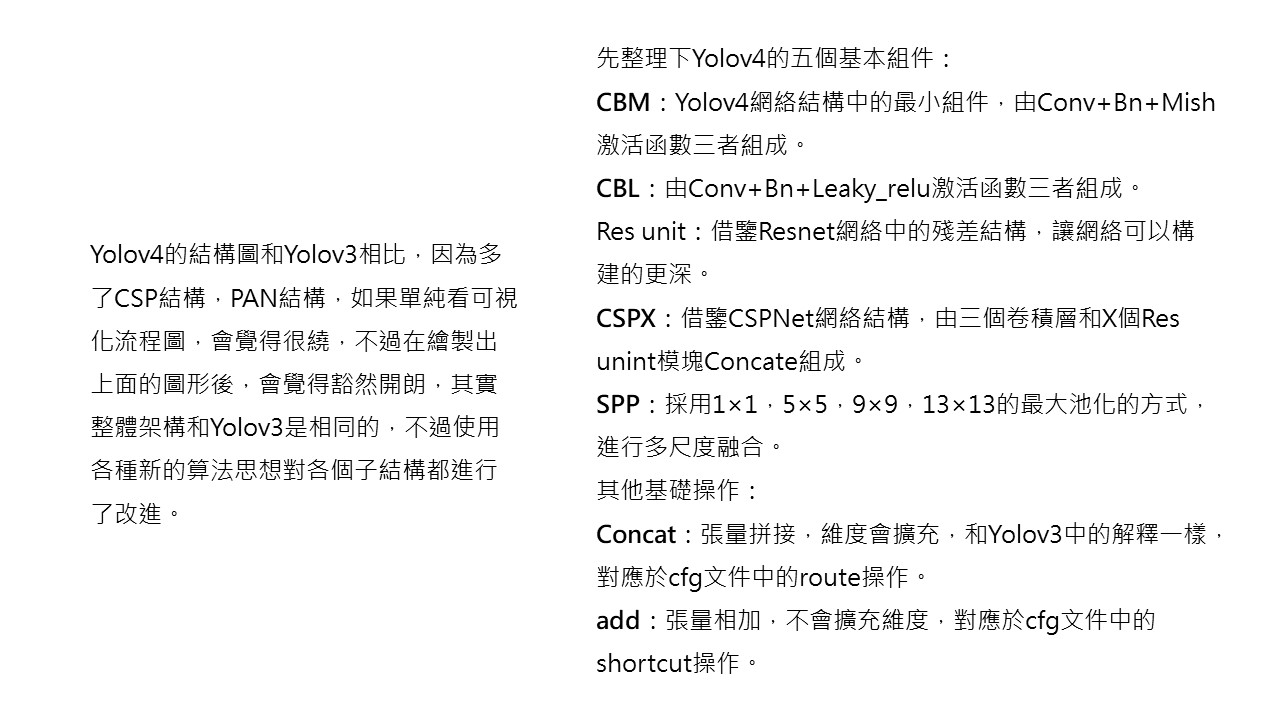 Yolov4的結構圖和Yolov3相比，因為多
了CSP結構，PAN結構，如果單純看可視
化流程圖，會覺得很繞，不過在繪製出
上面的圖形後，會覺得豁然開朗，其實
整體架構和Yolov3是相同的，不過使用
各種新的算法思想對各個子結構都進行
了改進。
先整理下Yolov4的五個基本組件：
CBM：Yolov4網絡結構中的最小組件，由Conv+Bn+Mish
激活函數三者組成。
CBL：由Conv+Bn+Leaky_relu激活函數三者組成。
Res unit：借鑒Resnet網絡中的殘差結構，讓網絡可以構
建的更深。
CSPX：借鑒CSPNet網絡結構，由三個卷積層和X個Res
unint模塊Concate組成。
SPP：採用1×1，5×5，9×9，13×13的最大池化的方式，
進行多尺度融合。
其他基礎操作：
Concat：張量拼接，維度會擴充，和Yolov3中的解釋一樣，
對應於cfg文件中的route操作。
add：張量相加，不會擴充維度，對應於cfg文件中的
shortcut操作。